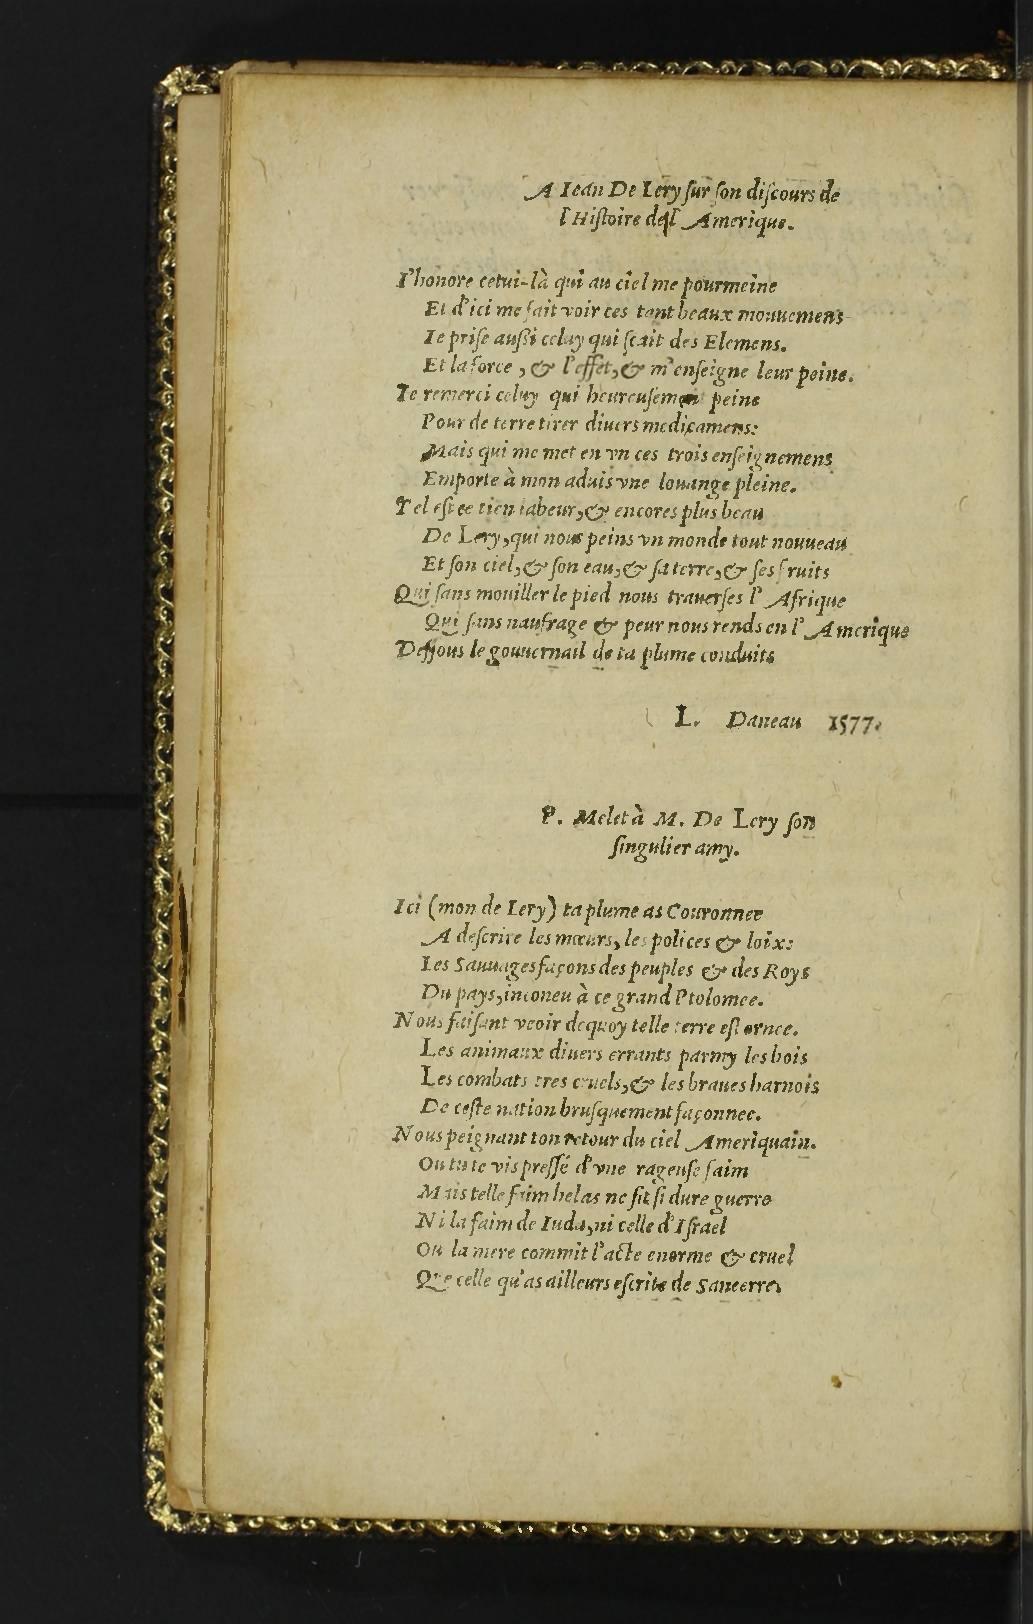 A Iean De Lery ſur ſon diſcours de
l'Hiſtoire de l' Amerique.
I'honore cetui-là qui au ciel me pourmeine
Et d'ici me fait voir ces tant beaux mouuemens
Ie priſe auſſi celuy qui ſcait des Elemens.
Et la force, & l'effet, & m'enſeigne leur peine.
Ie remerci celuy qui heureuſement peine
Pour de terre tirer diuers medicamens:
Mais qui me met en vn ces trois enſeignemens
Emporte à mon aduis vne louange pleine.
Tel eſt ce tien labeur, & encores plus beau
De Lery, qui nous peins vn monde tout nouueau
Et ſon ciel, & ſon eau, & ſa terre, & ſes fruits
Qui ſans mouiller le pied nous trauerſes l' Afrique
Qui ſans naufrage & peur nous rends en l' Amerique
Deſſous le gouuernail de ta plume conduits
L. Daneau 1577.
P. Melet à M. De Lery ſon
ſingulier amy.
Ici (mon de Lery) ta plume as Couronnee
A deſcrire les mœurs, les polices & loix:
Les Sauuages façons des peuples & des Roys
Du pays, inconeu à ce grand Ptolomee.
Nous faiſant veoir dequoy telle terre eſt ornee.
Les animaux diuers errants parmy les bois
Les combats tres cruels, & les braues harnois
De ceſte nation bruſquement façonnee.
Nous peignant ton retour du ciel Ameriquain.
Ou tu te vis preſſé d'vne rageuſe faim
Mais telle faim helas ne fit ſi dure guerre
Ni la faim de Iuda, ni celle d'Iſrael
Ou la mere commit l'acte enorme & cruel
Que celle qu'as ailleurs eſcrite de Sancerre.